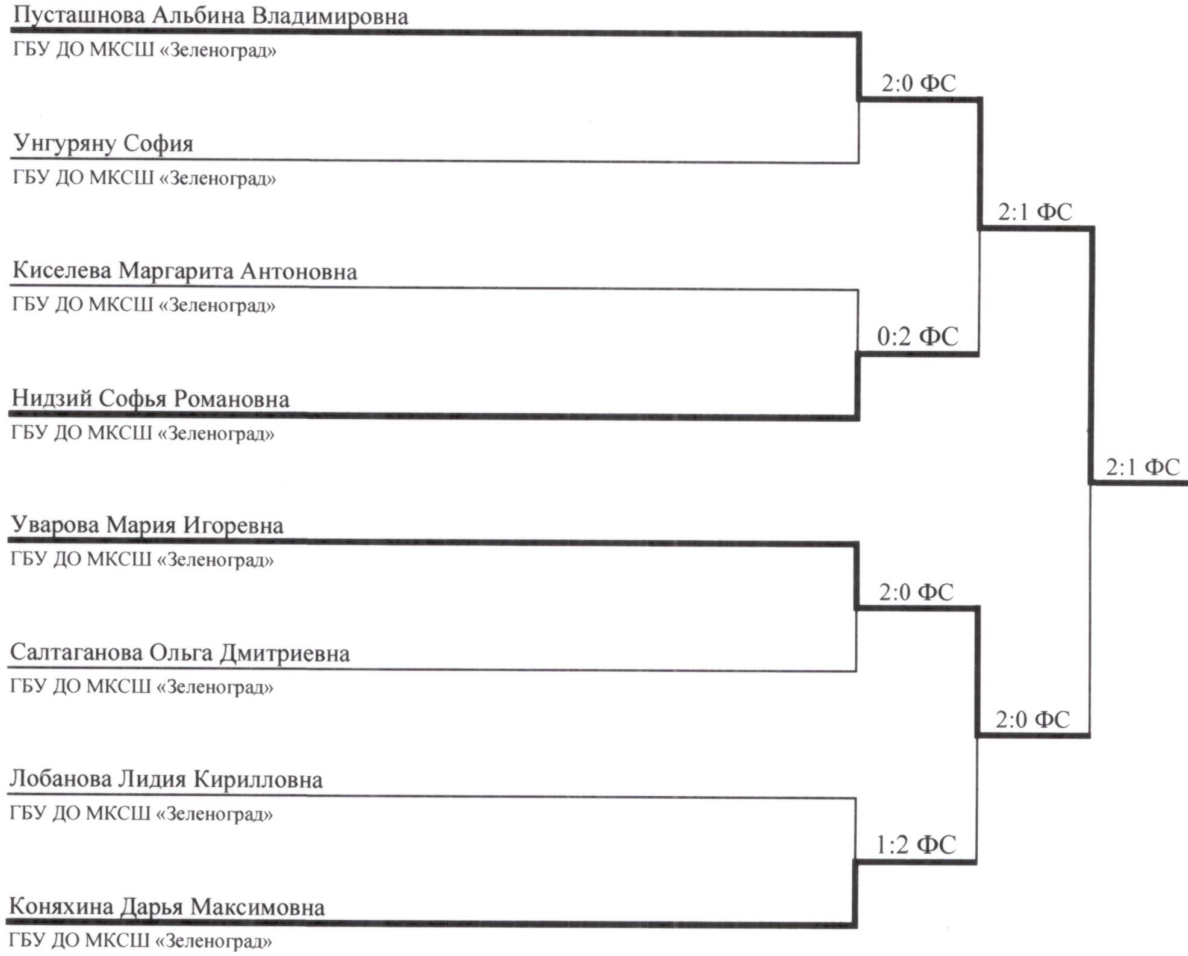 Пусташнова Альбина Владимировна
ГБУ ДО МКСШ «Зеленоград»
2:0 ФС
Унгуряну София
ГБУ ДО МКСШ «Зеленоград»
2:1 ФС
Киселева Маргарита Антоновна
ГБУ ДО МКСШ «Зеленоград»
0:2 ФС
Нидзий Софья Романовна
ГБУ ДО МКСШ «Зеленоград»
2:1 ФС
Уварова Мария Игоревна
ГБУ ДО МКСШ «Зеленоград»
2:0 ФС
Салтаганова Ольга Дмитриевна
ГБУ ДО МКСШ «Зеленоград»
2:0 ФС
Лобанова Лидия Кирилловна
ГБУ ДО МКСШ «Зеленоград»
1:2 ФС
Коняхина Дарья Максимовна
ГБУ ДО МКСШ «Зеленоград»